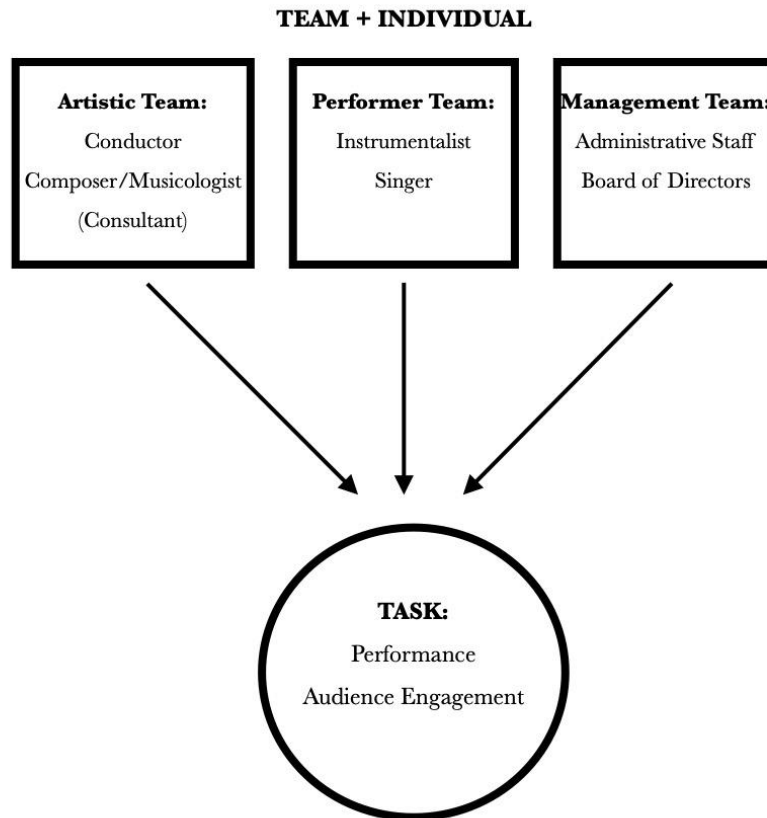 TEAM + INDIVIDUAL
Artistic Team:
Conductor
Composer/Musicologist
(Consultant)
Performer Team:
Instrumentalist
Singer
Management Team:
Administrative Staff
Board of Directors
TASK:
Performance
Audience Engagement